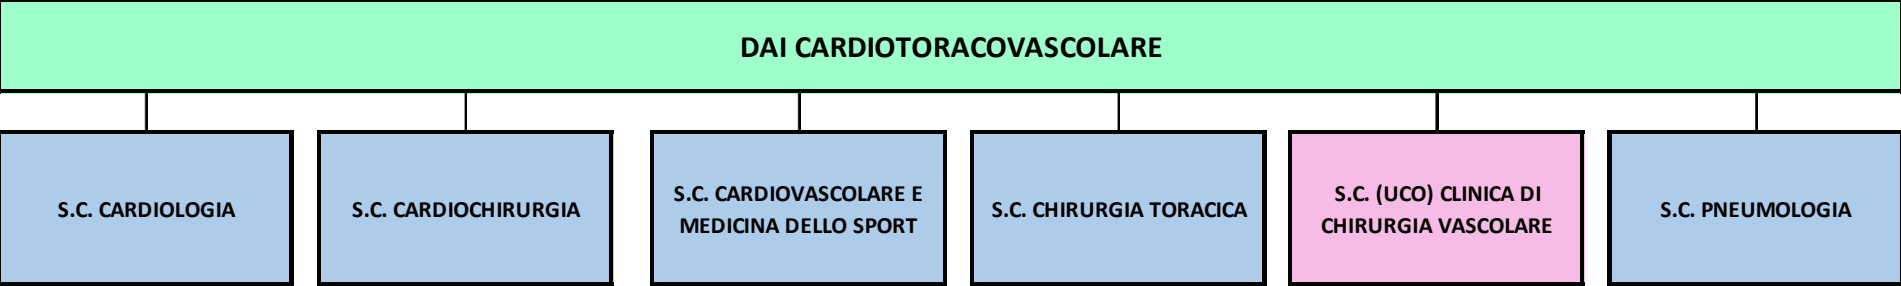 DAI CARDIOTORACOVASCOLARE
S.C. CARDIOLOGIA
S.C. CARDIOCHIRURGIA
S.C. CARDIOVASCOLARE E
MEDICINA DELLO SPORT
S.C. CHIRURGIA TORACICA
S.C. (UCO) CLINICA DI
CHIRURGIA VASCOLARE
S.C. PNEUMOLOGIA